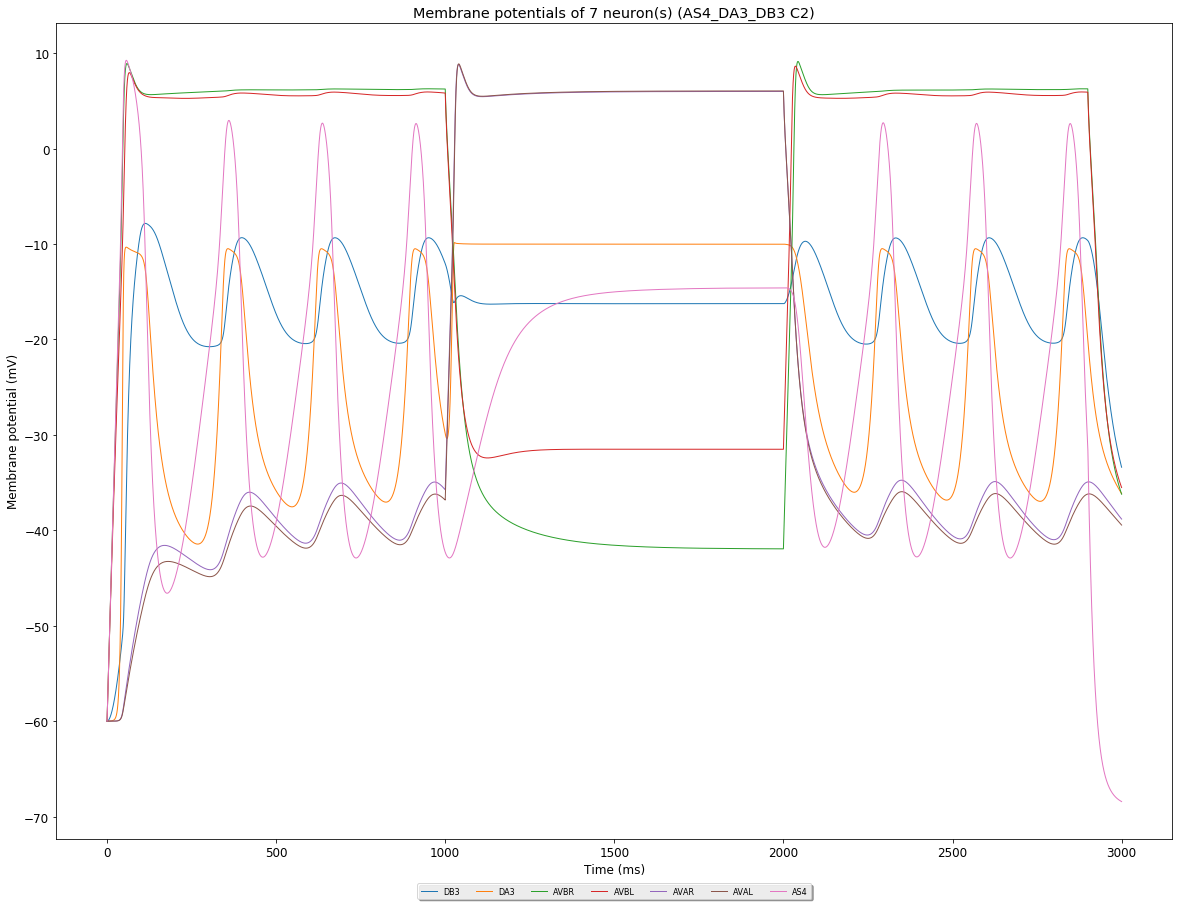 Membrane potentials of 7 neuron(s) (AS4_DA3_DB3 C2)
10
0
−10
−20
−30
−40
−50
−60
−70
Membrane potential (mV)
0 500 1000 1500 2000 2500 3000
Time (ms)
DB3 DA3 AVBR AVBL AVAR AVAL AS4